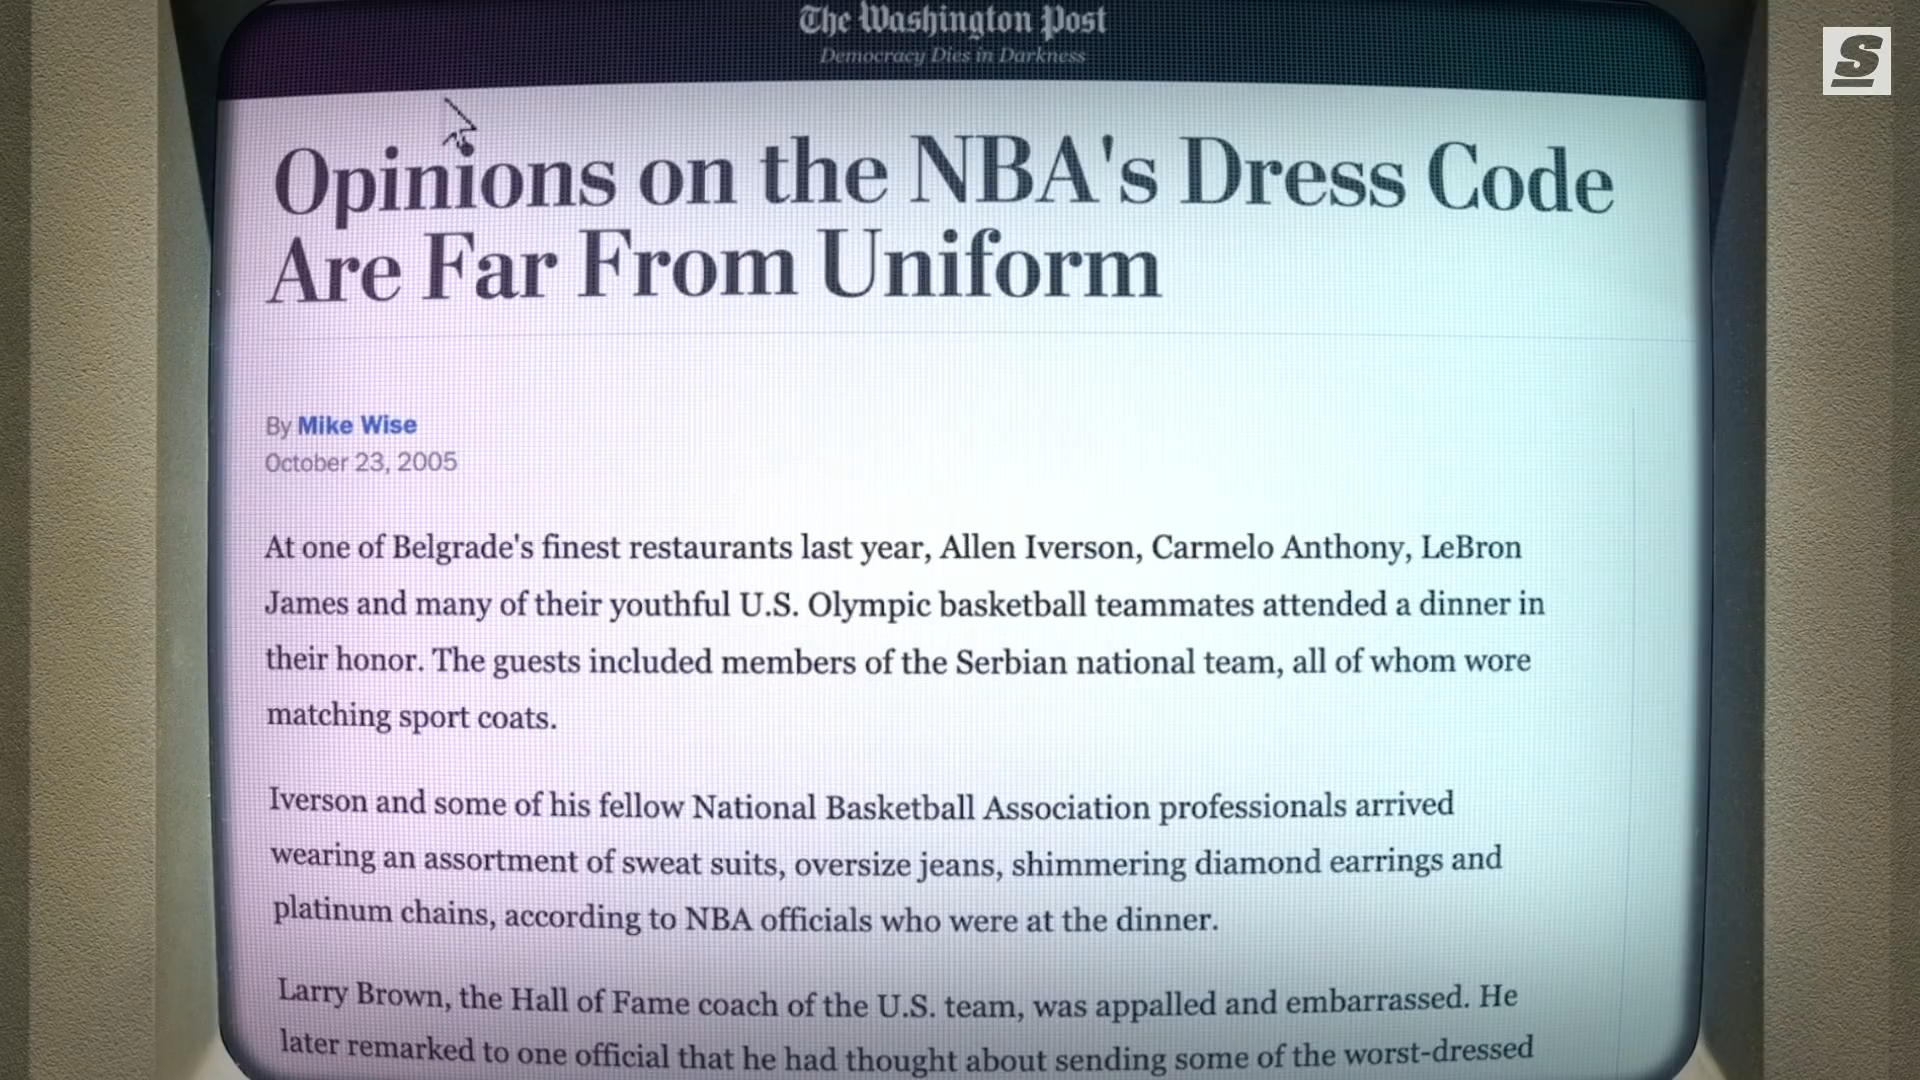 The Washington Post
Democracy Dies in Darkness
S
Opinions on the NBA's Dress Code
Are Far From Uniform
By Mike Wise
October 23, 2005
At one of Belgrade's finest restaurants last year, Allen Iverson, Carmelo Anthony, LeBron
James and many of their youthful U.S. Olympic basketball teammates attended a dinner in
their honor. The guests included members of the Serbian national team, all of whom wore
matching sport coats.
Iverson and some of his fellow National Basketball Association professionals arrived
wearing an assortment of sweat suits, oversize jeans, shimmering diamond earrings and
platinum chains, according to NBA officials who were at the dinner.
Larry Brown, the Hall of Fame coach of the U.S. team, was appalled and embarrassed. He
later remarked to one official that he had thought about sending some of the worst-dressed